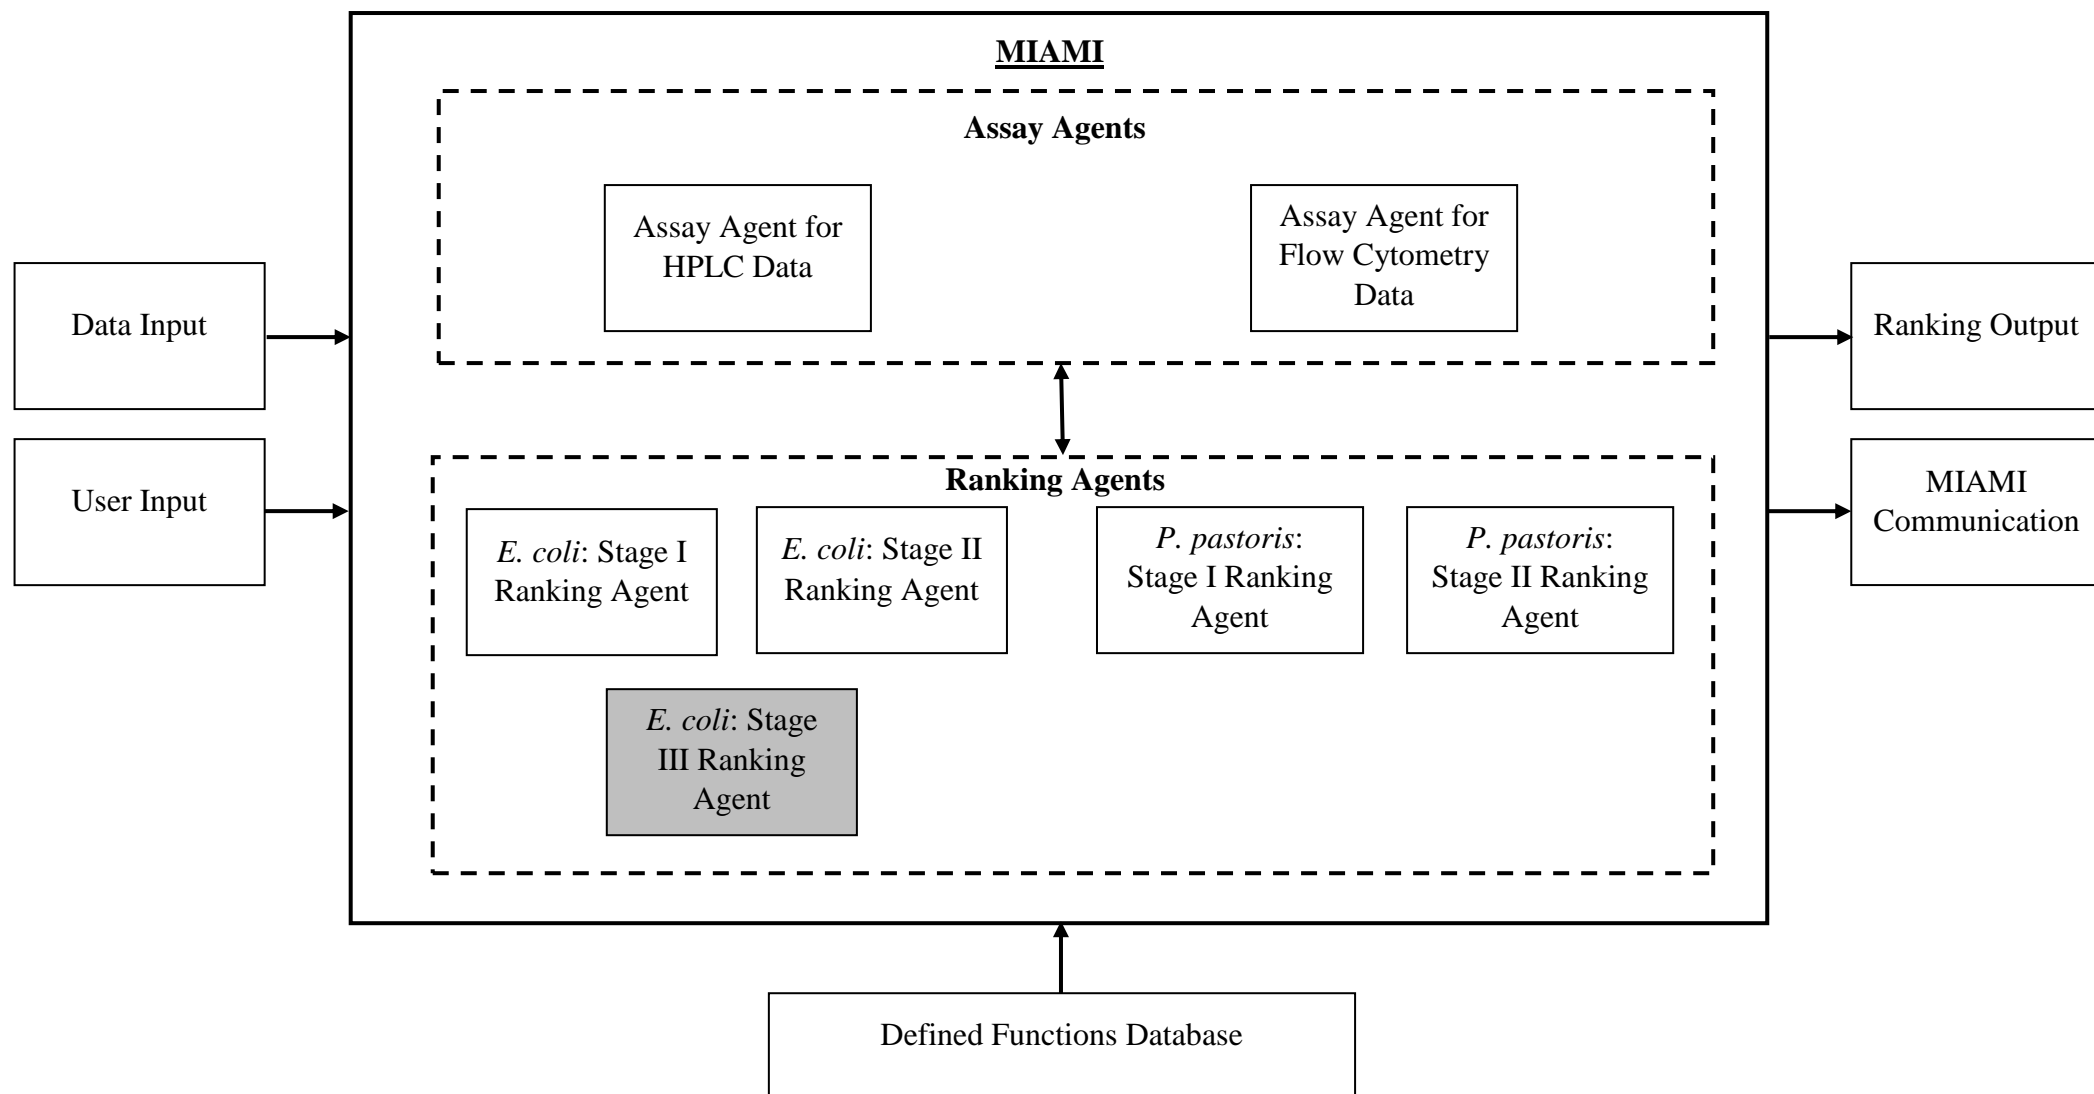 MIAMI
Assay Agents
Assay Agent for
HPLC Data
Assay Agent for
Flow Cytometry
Data
Data Input
User Input
Ranking Output
MIAMI
Communication
Ranking Agents
E. coli: Stage I
Ranking Agent
E. coli: Stage II
Ranking Agent
P. pastoris:
Stage I Ranking
Agent
P. pastoris:
Stage II Ranking
Agent
E. coli: Stage
III Ranking
Agent
Defined Functions Database